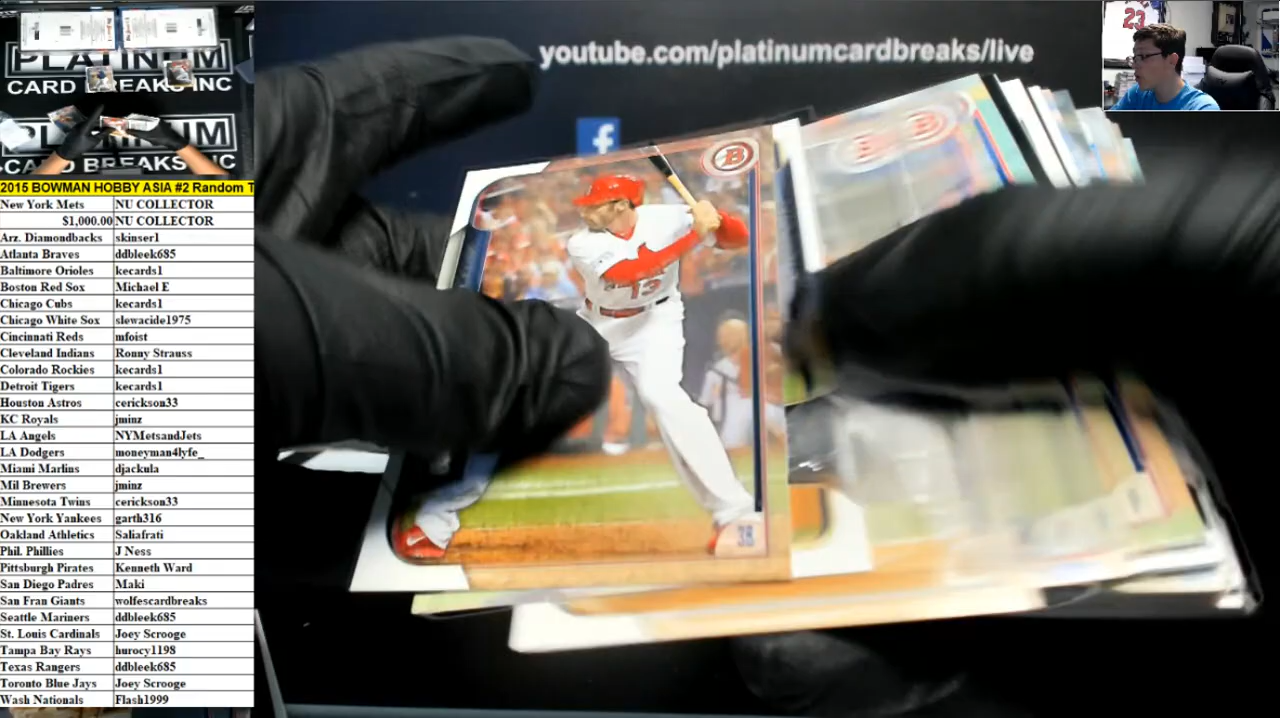 PLATINUM
CARD BREAKS INC
PLATINUM
CARD BREAKS INC
youtube.com/platinumcardbreaks/live
f
23
B
13
38
2015 BOWMAN HOBBY ASIA #2 Random T
New York Mets NU COLLECTOR
$1,000.00 NU COLLECTOR
Arz. Diamondbacks skinser1
Atlanta Braves ddbleek685
Baltimore Orioles kecards1
Boston Red Sox Michael E
Chicago Cubs kecards1
Chicago White Sox slewacide1975
Cincinnati Reds mfoist
Cleveland Indians Ronny Strauss
Colorado Rockies kecards1
Detroit Tigers kecards1
Houston Astros cerickson33
KC Royals jminz
LA Angels NYMetsandJets
LA Dodgers moneyman4lyfe_
Miami Marlins djackula
Mil Brewers jminz
Minnesota Twins cerickson33
New York Yankees garth316
Oakland Athletics Saliafrati
Phil. Phillies J Ness
Pittsburgh Pirates Kenneth Ward
San Diego Padres Maki
San Fran Giants wolfescardbreaks
Seattle Mariners ddbleek685
St. Louis Cardinals Joey Scrooge
Tampa Bay Rays hurocy1198
Texas Rangers ddbleek685
Toronto Blue Jays Joey Scrooge
Wash Nationals Flash1999